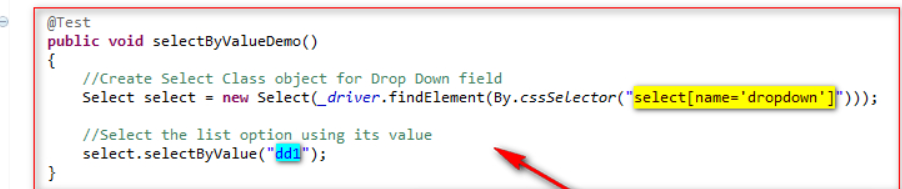 @Test
public void selectByValueDemo()
{
//Create Select Class object for Drop Down field
Select select = new Select(_driver.findElement(By.cssSelector("select[name='dropdown']")));
//Select the list option using its value
select.selectByValue("dd1");
}